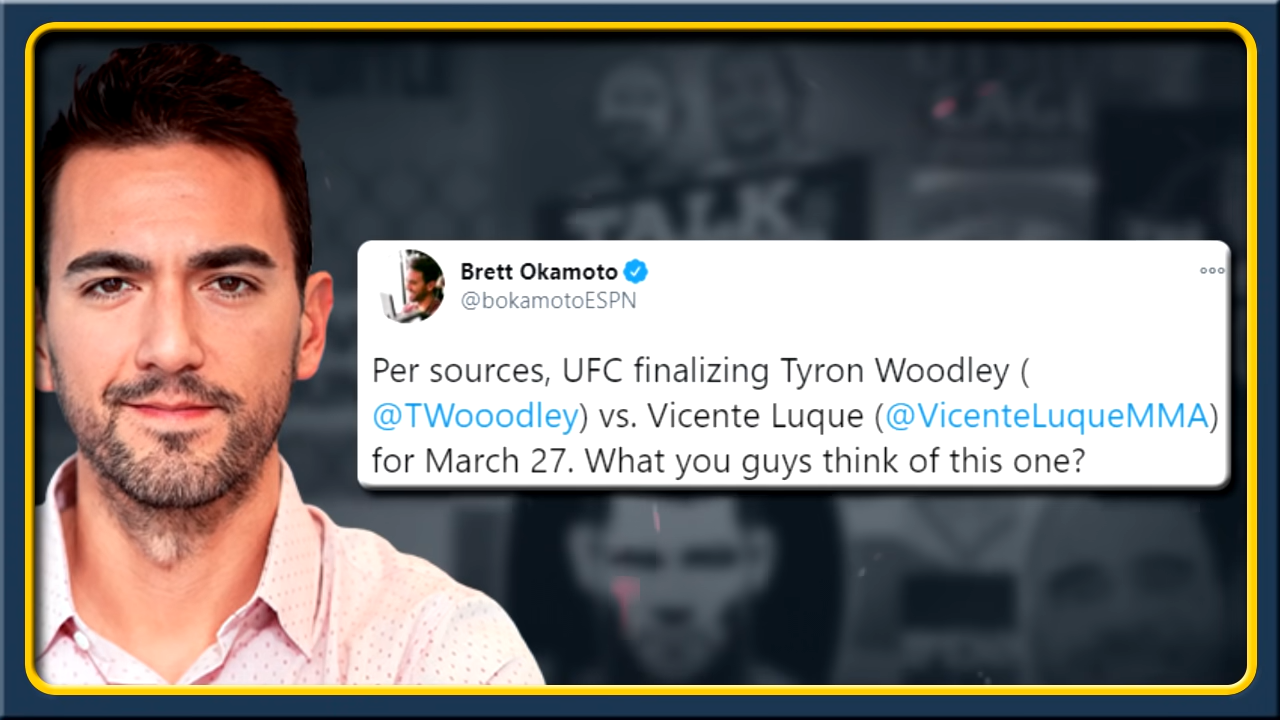 TALK
Brett Okamoto
@bokamotoESPN
Per sources, UFC finalizing Tyron Woodley (
@TWooodley) vs. Vicente Luque (@VicenteLuqueMMA)
for March 27. What you guys think of this one?